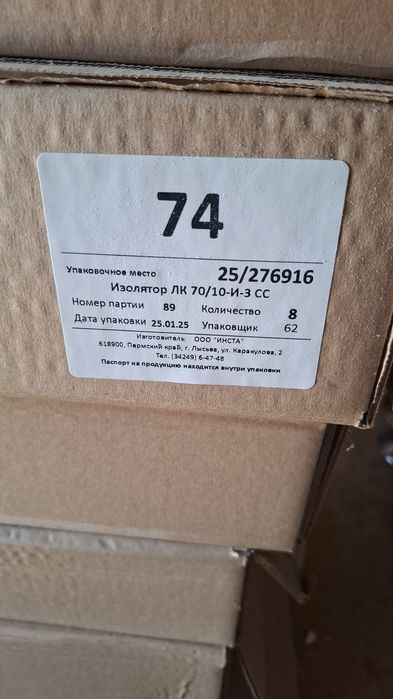 74
Упаковочное место 25/276916
Изолятор ЛК 70/10-И-3 СС
Номер партии 89 Количество 8
Дата упаковки 25.01.25 Упаковщик 62
Изготовитель: ООО "ИНСТА"
618900, Пермский край, г. Лысьва, ул. Каракулова, 2
Тел. (34249) 6-47-48
Паспорт на продукцию находится внутри упаковки